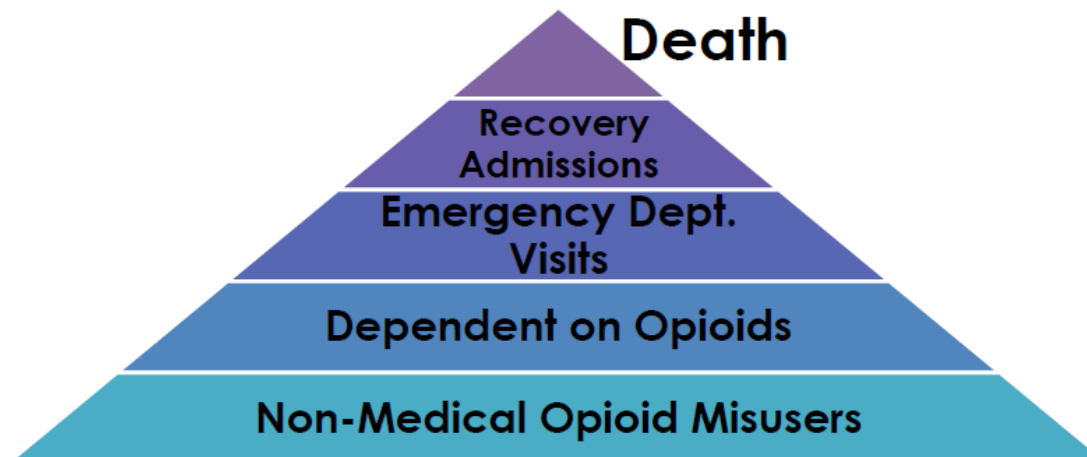 Death
Recovery
Admissions
Emergency Dept.
Visits
Dependent on Opioids
Non-Medical Opioid Misusers